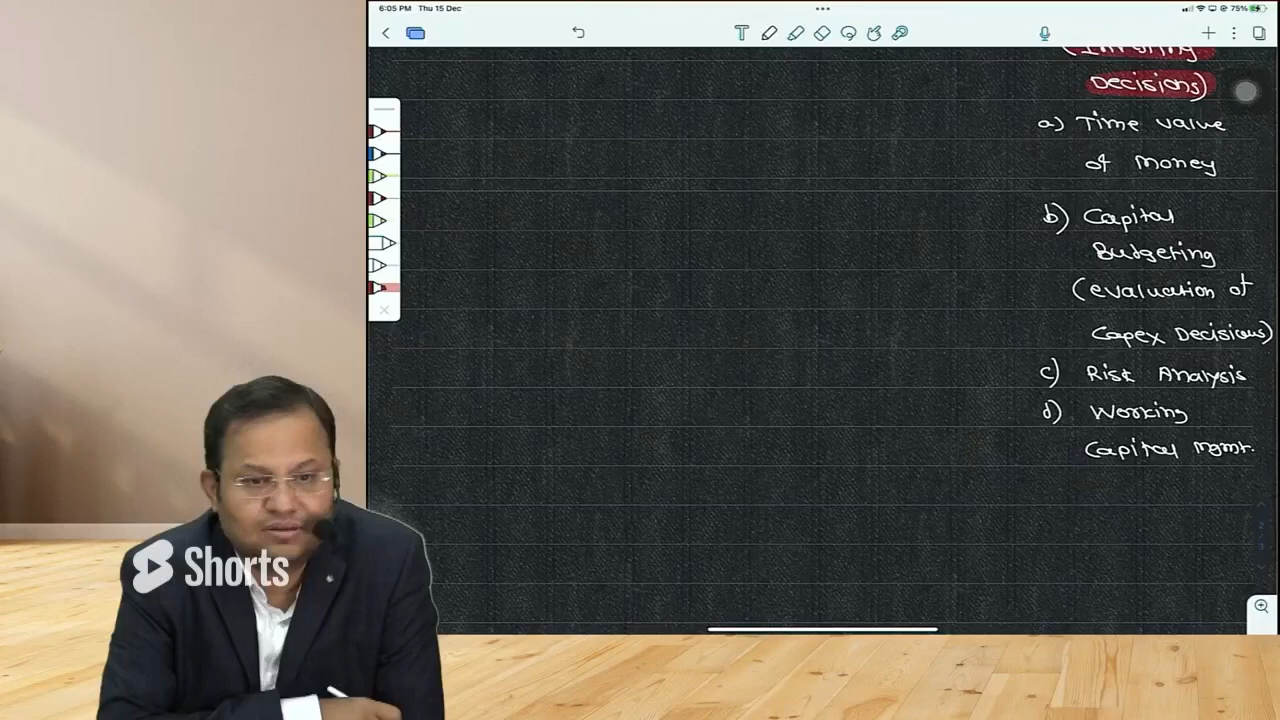 6:05 PM Thu 15 Dec
75%
Decisions)
a) Time value
of Money
b) Capital
Budgeting
(evaluation of
Capex Decisions)
c) Risk Analysis
d) Working
Capital Mgmt.
Shorts